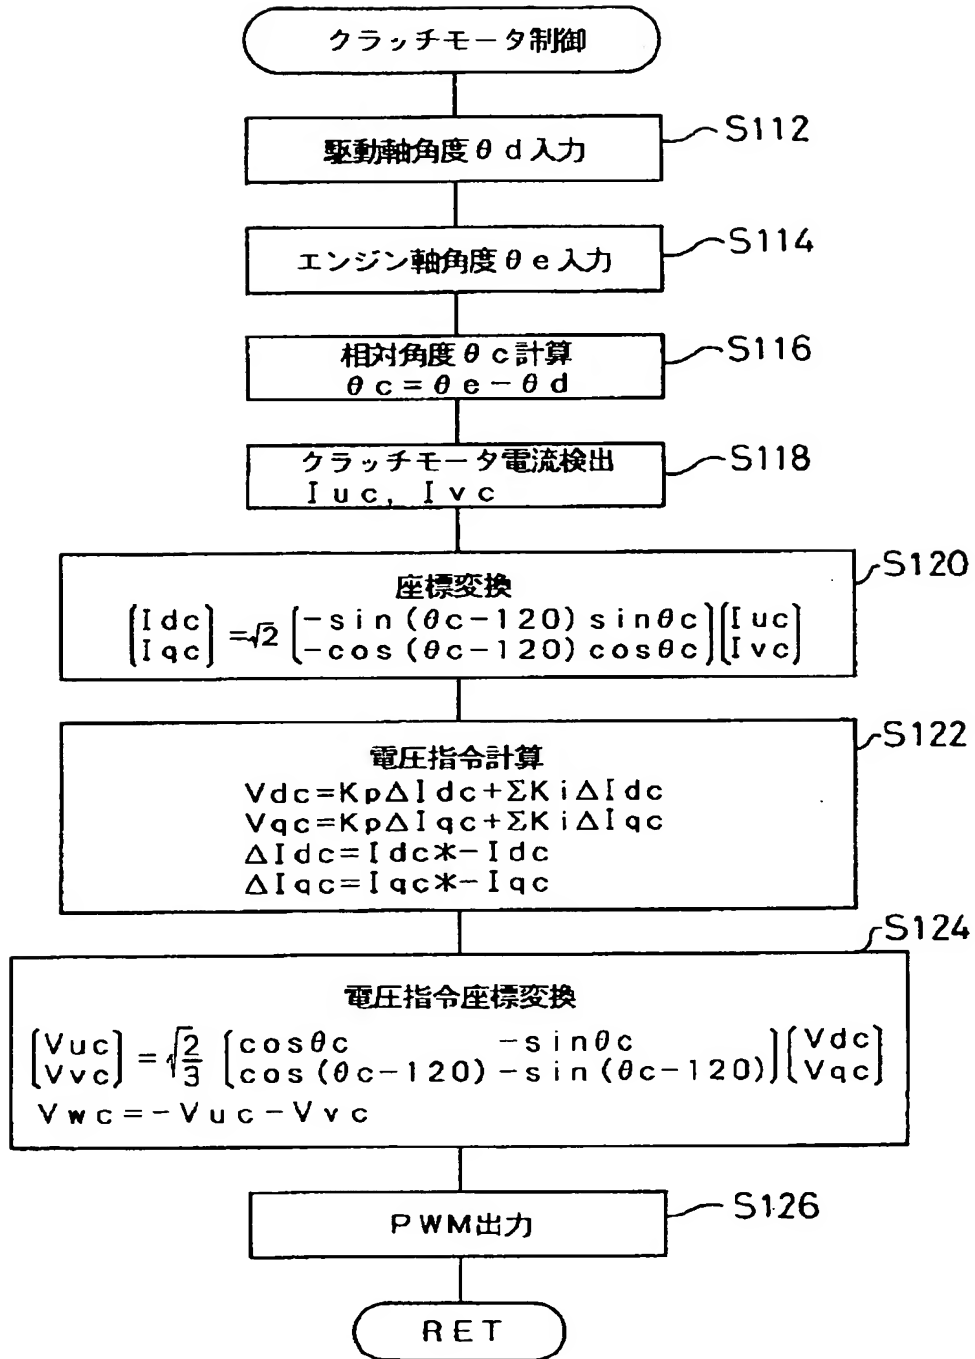 クラッチモータ制御
駆動軸角度θd入力
S112
エンジン軸角度θe入力
S114
相対角度θc計算
θc=θe-θd
S116
クラッチモータ電流検出
Iuc, Ivc
S118
座標変換
[Idc] =√2 [-sin(θc-120) sinθc][Iuc]
[Iqc] [-cos(θc-120) cosθc][Ivc]
S120
電圧指令計算
Vdc=KpΔIdc+ΣKiΔIdc
Vqc=KpΔIqc+ΣKiΔIqc
ΔIdc=Idc*-Idc
ΔIqc=Iqc*-Iqc
S122
電圧指令座標変換
[Vuc] =√2/3 [cosθc -sinθc][Vdc]
[Vvc] [cos(θc-120) -sin(θc-120)][Vqc]
Vwc=-Vuc-Vvc
S124
PWM出力
S126
RET